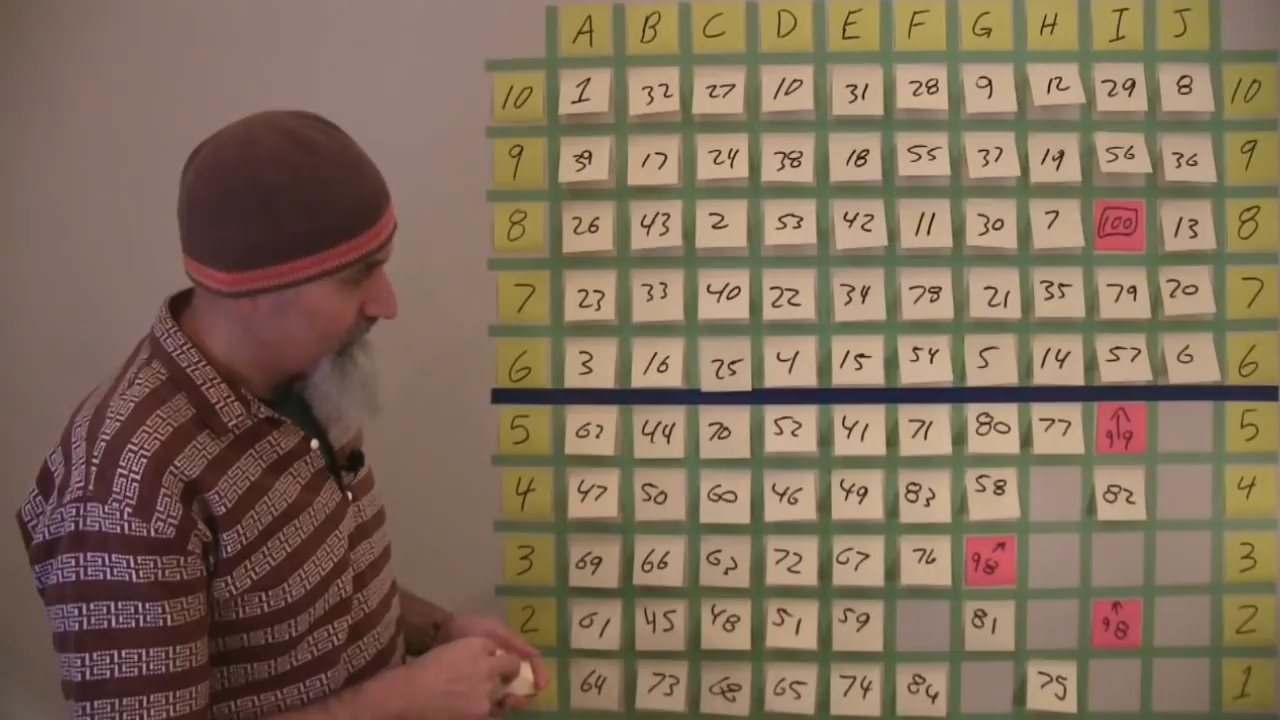 A B C D E F G H I J
10 1 32 27 10 31 28 9 12 29 8 10
9 39 17 24 38 18 55 37 19 56 36 9
8 26 43 2 53 42 11 30 7 100 13 8
7 23 33 40 22 34 78 21 35 79 20 7
6 3 16 25 4 15 54 5 14 57 6 6
5 62 44 70 52 41 71 80 77 ↑ 99 5
4 47 50 60 46 49 83 58 82 4
3 69 66 63 72 67 76 98 ↗ 3
2 61 45 48 51 59 81 ↑ 98 2
64 73 68 65 74 84 75 1